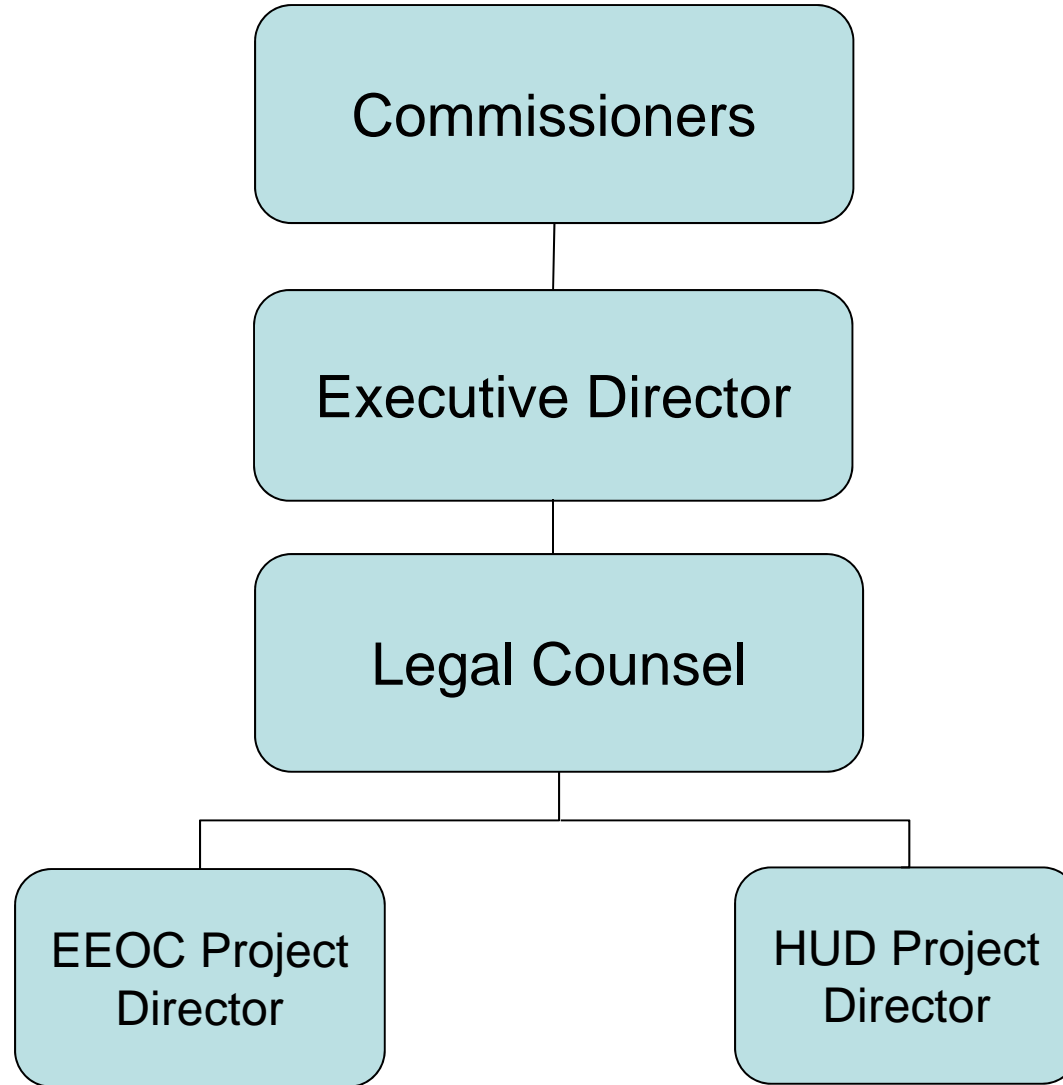 Commissioners
Executive Director
Legal Counsel
EEOC Project
Director
HUD Project
Director